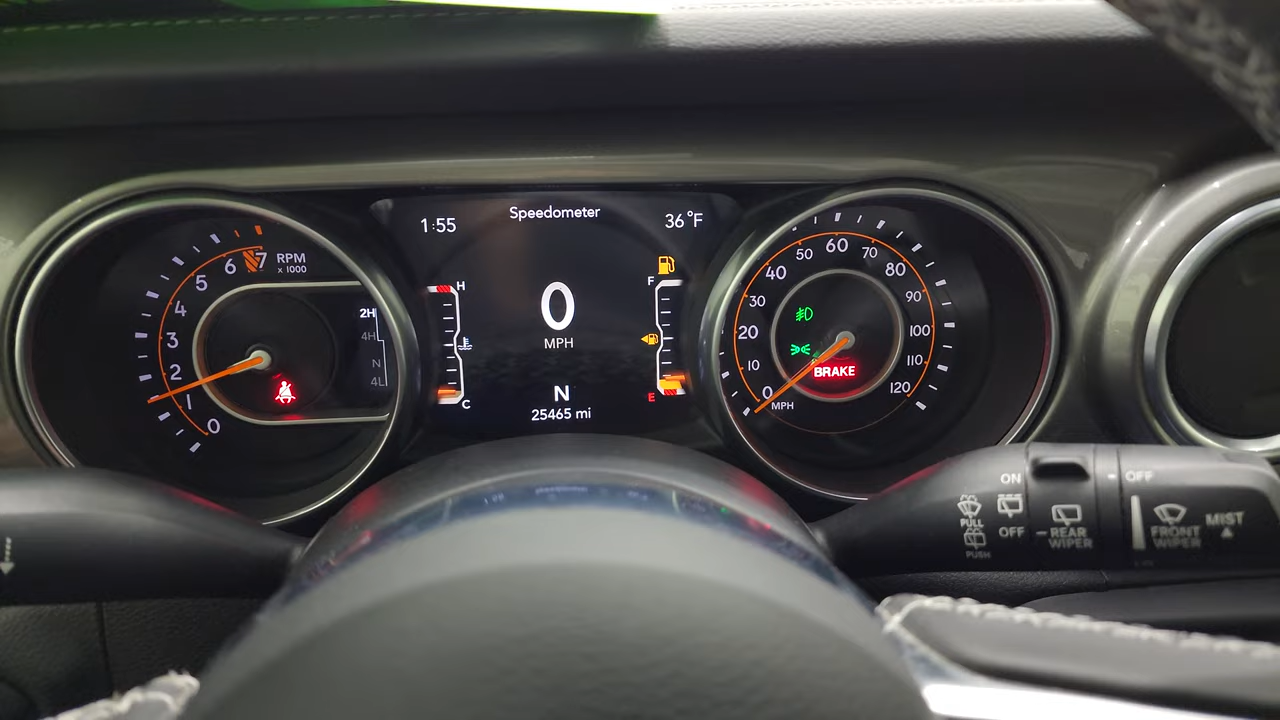 1:55
Speedometer
36°F
7
6
5
4
3
2
1
0
RPM
x 1000
2H
4H
N
4L
H
C
0
MPH
N
25465 mi
F
E
0
10
20
30
40
50
60
70
80
90
100
110
120
MPH
BRAKE
ON
OFF
PULL
PUSH
REAR
WIPER
OFF
FRONT
WIPER
MIST